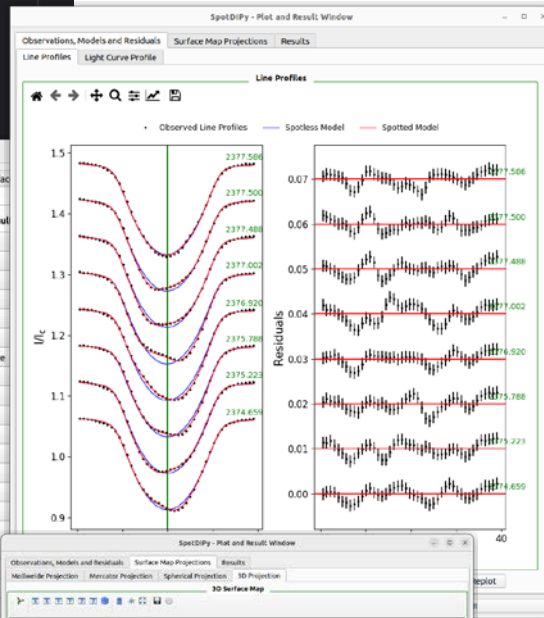 SpotDIPy - Plot and Result Window
Observations, Models and Residuals Surface Map Projections Results
Line Profiles Light Curve Profile
Line Profiles
Observed Line Profiles Spotless Model Spotted Model
1.5
1.4
1.3
1.2
1.1
1.0
0.9
I/Ic
2377.586
2377.500
2377.488
2377.002
2376.920
2375.788
2375.223
2374.659
0.07
0.06
0.05
0.04
0.03
0.02
0.01
0.00
Residuals
2377.586
2377.500
2377.488
2377.002
2376.920
2375.788
2375.223
2374.659
40
SpotDIPy - Plot and Result Window
Observations, Models and Residuals Surface Map Projections Results
Mollweide Projection Mercator Projection Spherical Projection 3D Projection
3D Surface Map